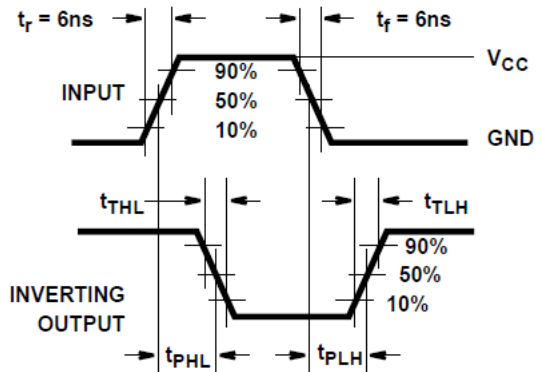 tr = 6ns
tf = 6ns
VCC
INPUT
90%
50%
10%
GND
tTHL
tTLH
90%
50%
10%
INVERTING
OUTPUT
tPHL
tPLH